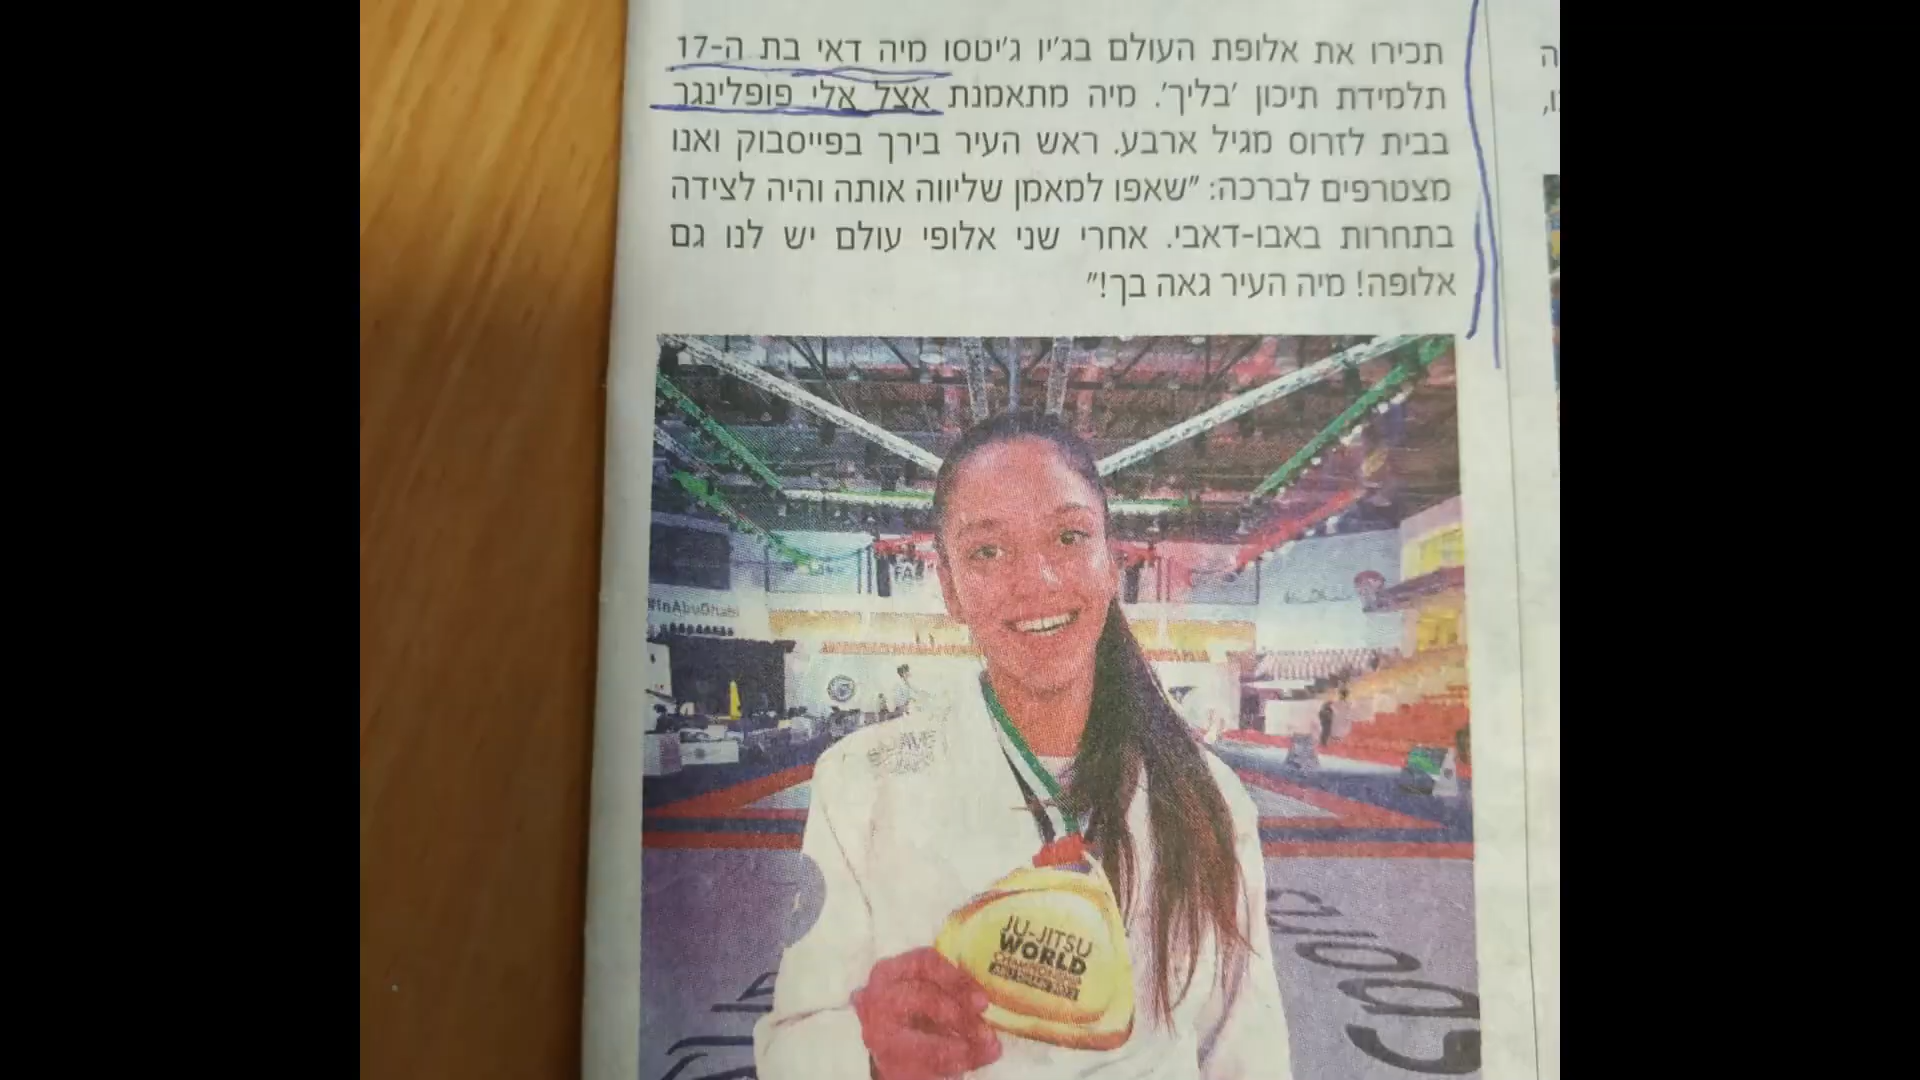 תכירו את אלופת העולם בג'יו ג'יטסו מיה דאי בת ה-17
תלמידת תיכון 'בליך'. מיה מתאמנת אצל אלי פופלינגר
בבית לזרוס מגיל ארבע. ראש העיר בירך בפייסבוק ואנו
מצטרפים לברכה: "שאפו למאמן שליווה אותה והיה לצידה
בתחרות באבו-דאבי. אחרי שני אלופי עולם יש לנו גם
אלופה! מיה העיר גאה בך!"
#InAbuDhabi
JU-JITSU
WORLD
CHAMPIONSHIP